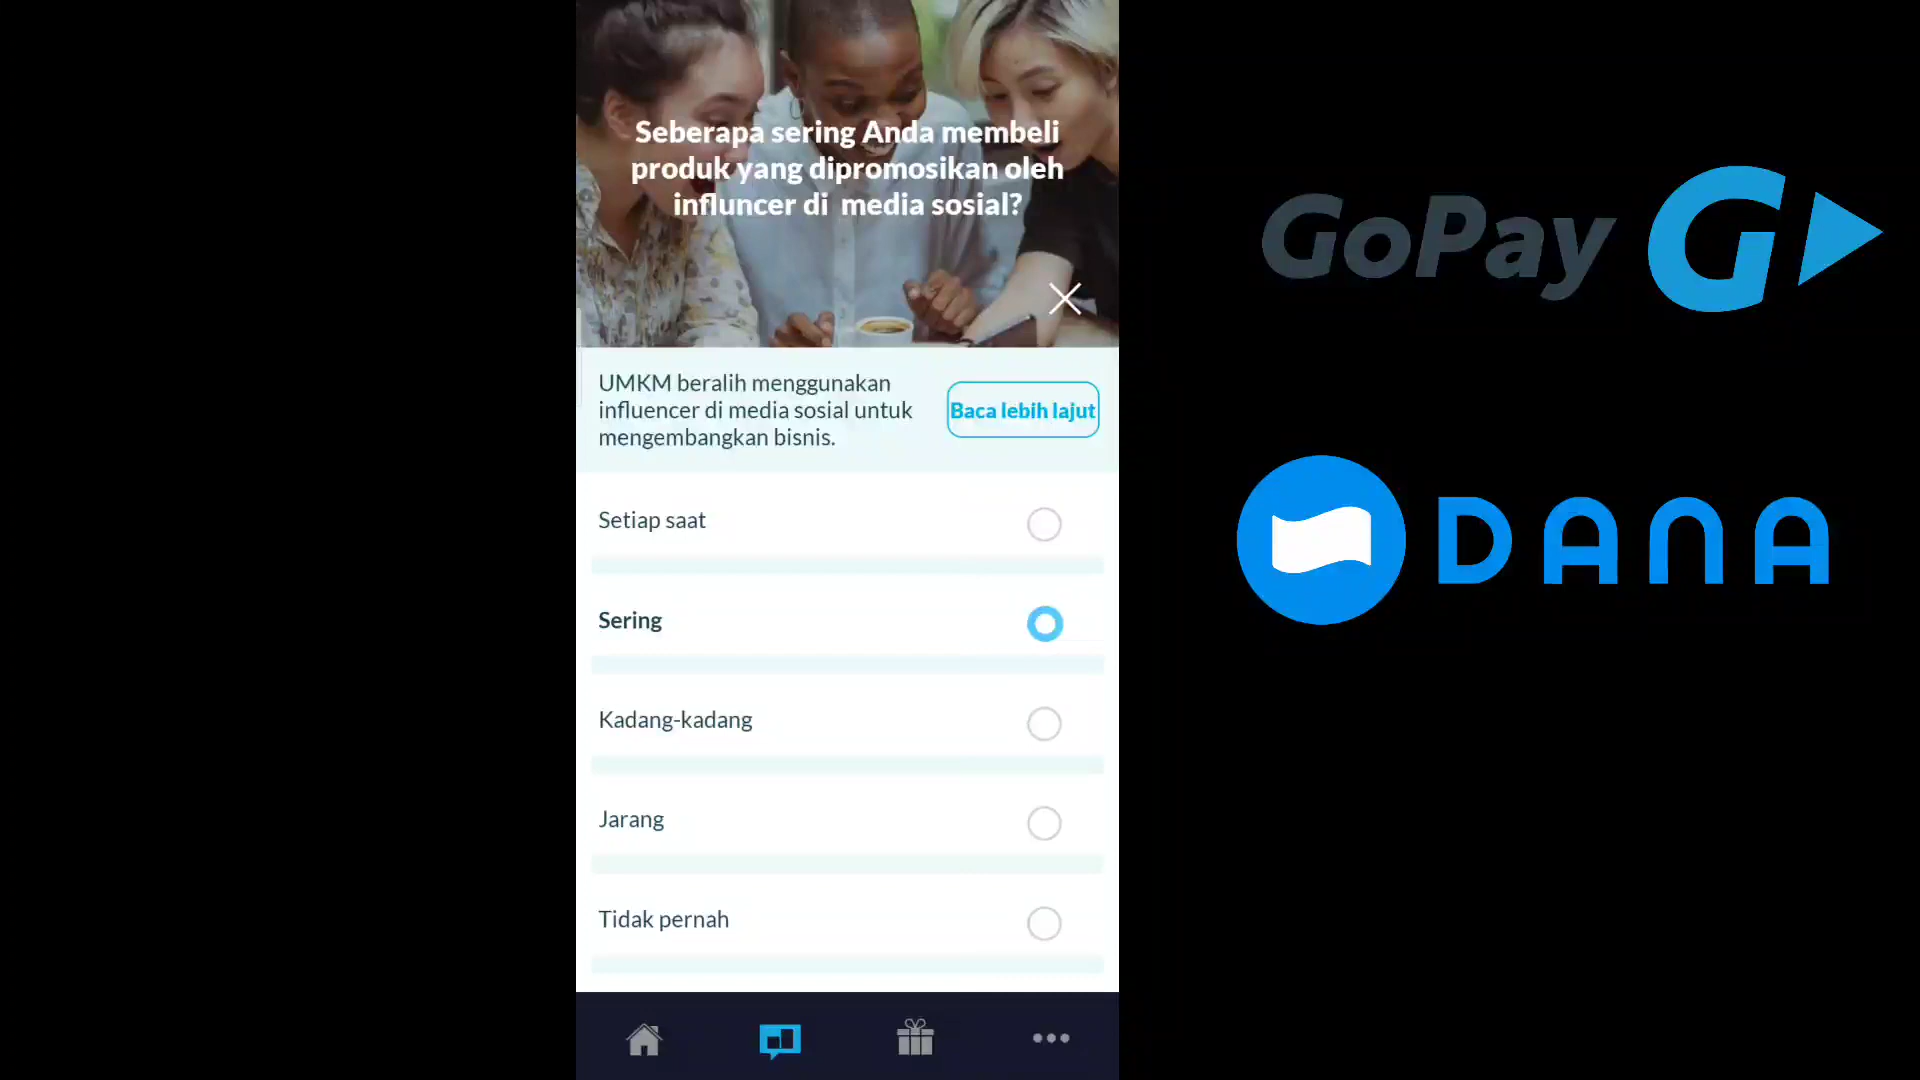 Seberapa sering Anda membeli
produk yang dipromosikan oleh
influncer di media sosial?
UMKM beralih menggunakan
influencer di media sosial untuk
mengembangkan bisnis.
Baca lebih lajut
Setiap saat
Sering
Kadang-kadang
Jarang
Tidak pernah
GoPay
DANA